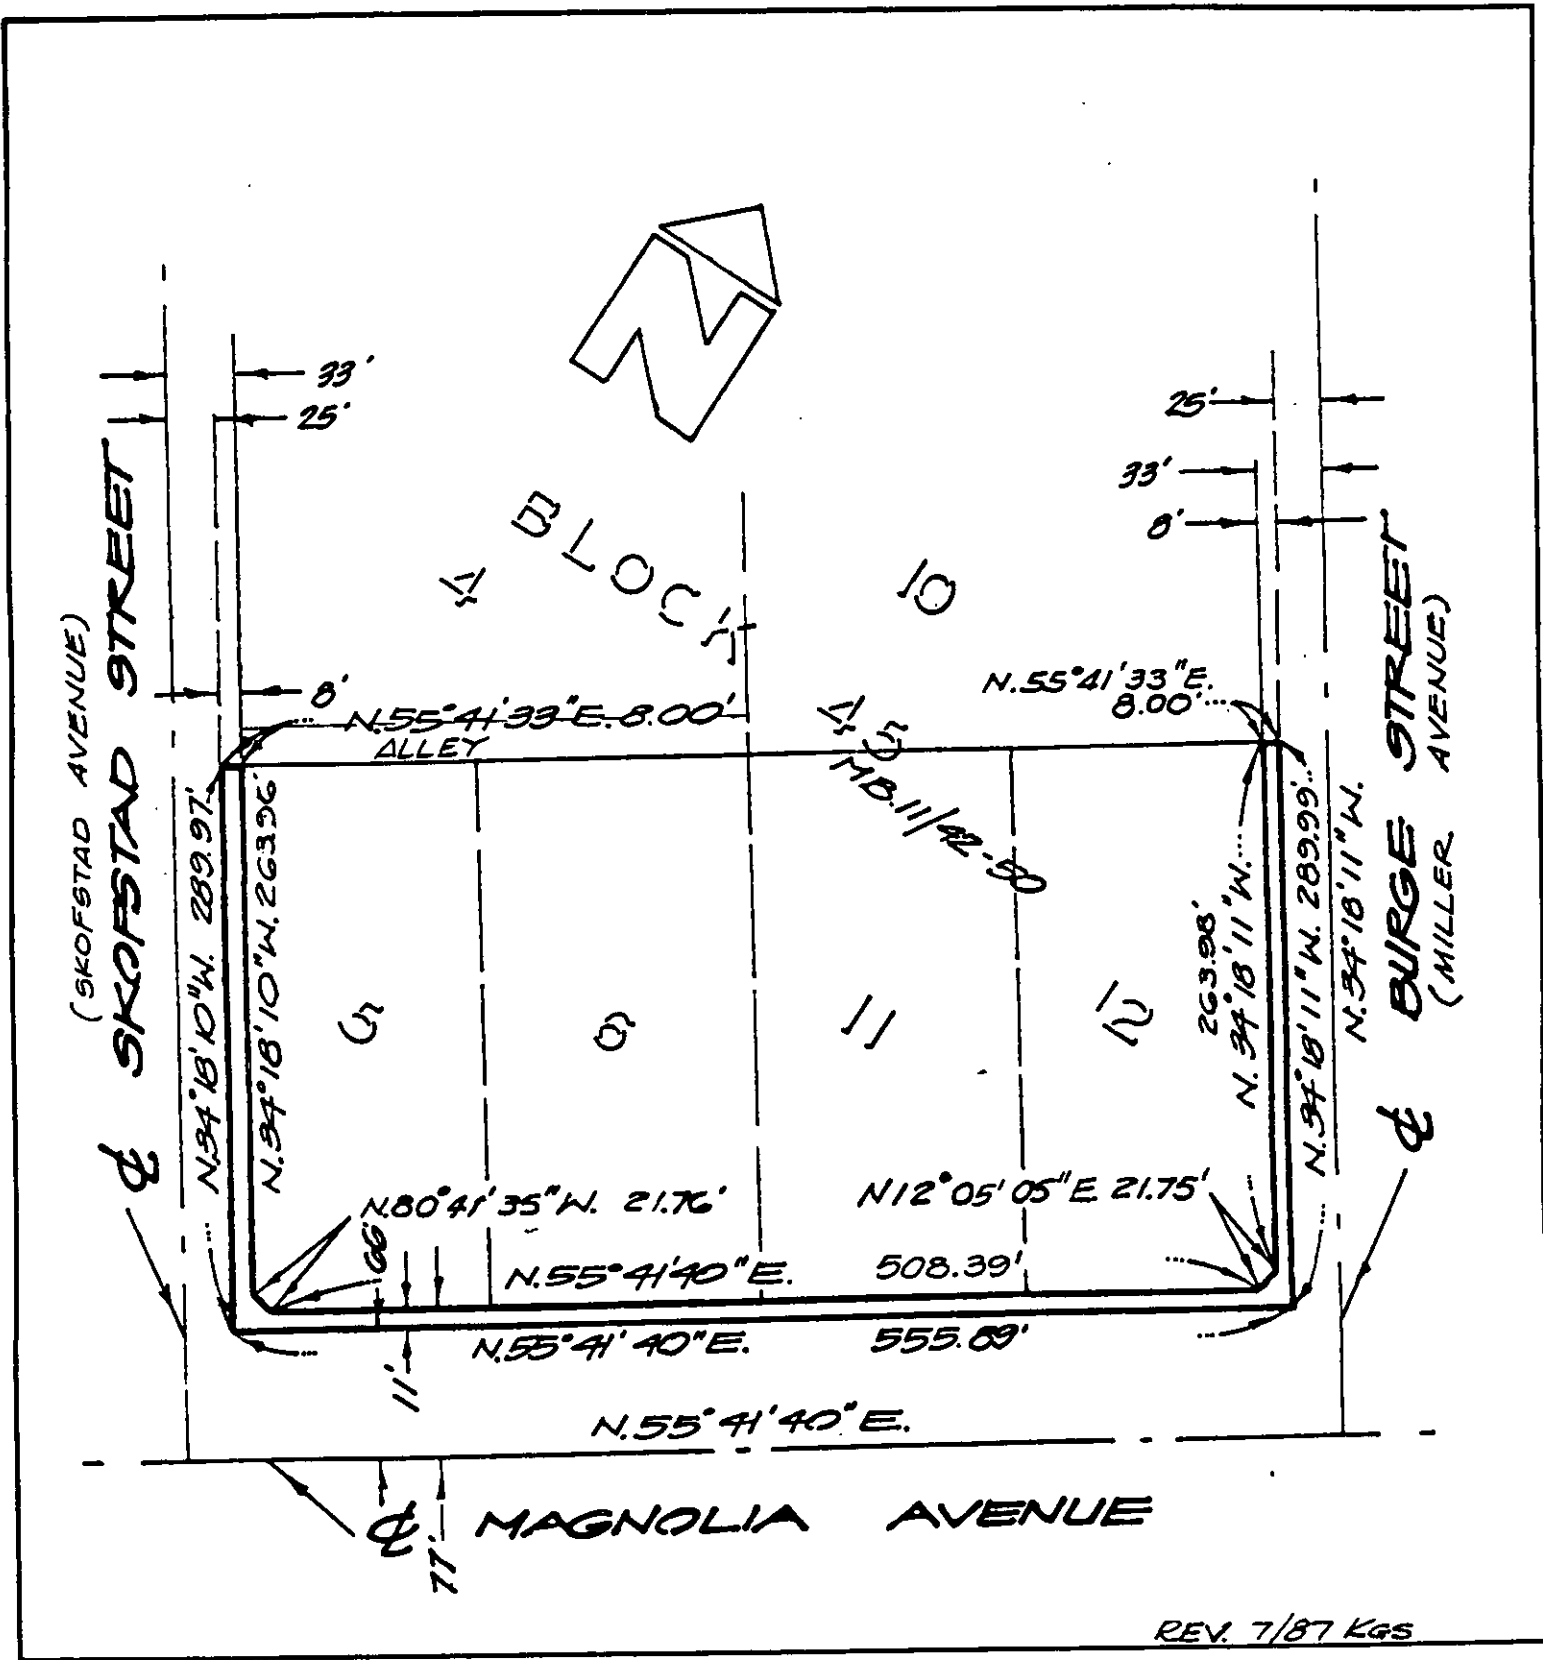 N
33'
25'
25'
33'
8'
BLOCK
4
10
(SKOFSTAD AVENUE)
SKOFSTAD STREET
8'
N.55°41'33"E. 8.00'
ALLEY
N.55°41'33"E.
8.00'
45
MB.11/42-50
BURGE STREET
(MILLER AVENUE)
N.34°18'10"W. 289.97'
N.34°18'10"W. 263.96'
5
6
11
12
263.98'
N.34°18'11"W.
N.34°18'11"W. 289.99'
N.34°18'11"W.
N.80°41'35"W. 21.76'
N12°05'05"E 21.75'
66'
N.55°41'40"E. 508.39'
N.55°41'40"E. 555.89'
11'
N.55°41'40"E.
℄ MAGNOLIA AVENUE
77'
℄
℄
REV. 7/87 KGS